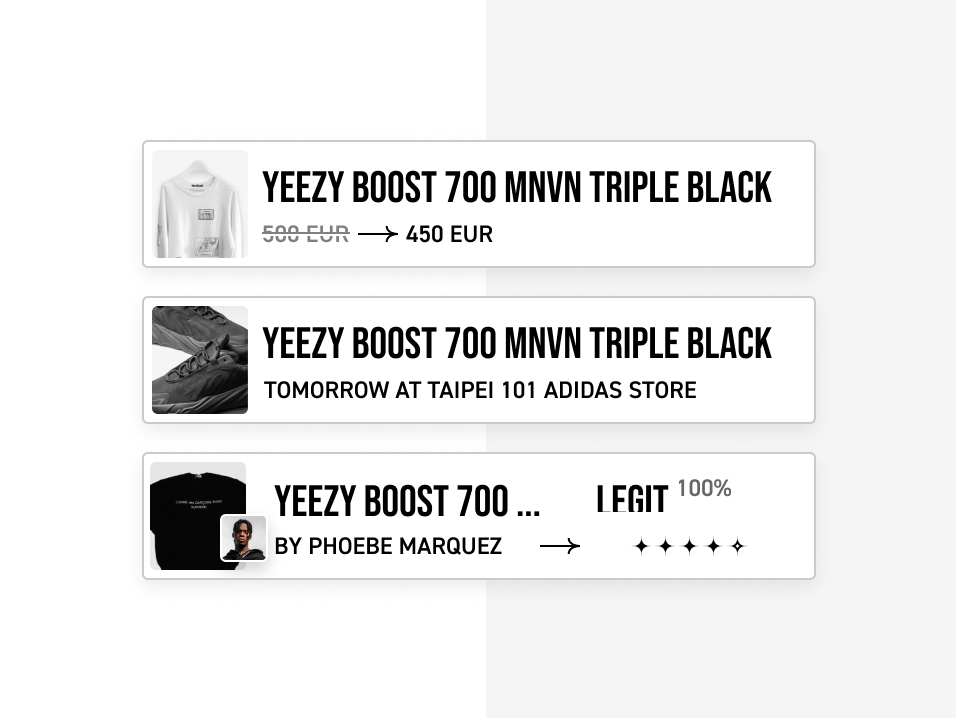 YEEZY BOOST 700 MNVN TRIPLE BLACK
500 EUR → 450 EUR
YEEZY BOOST 700 MNVN TRIPLE BLACK
TOMORROW AT TAIPEI 101 ADIDAS STORE
YEEZY BOOST 700 ... LEGIT 100%
BY PHOEBE MARQUEZ → ✦ ✦ ✦ ✦ ✧